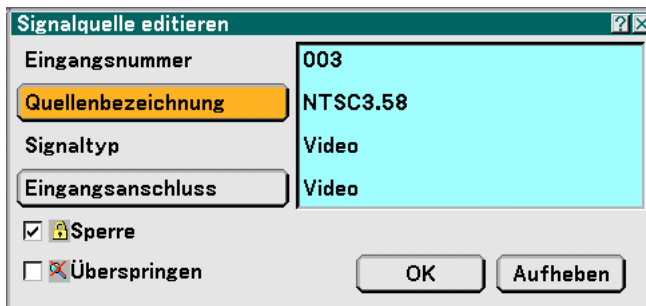 Signalquelle editieren
Eingangsnummer 003
Quellenbezeichnung NTSC3.58
Signaltyp Video
Eingangsanschluss Video
Sperre
Überspringen
OK Aufheben